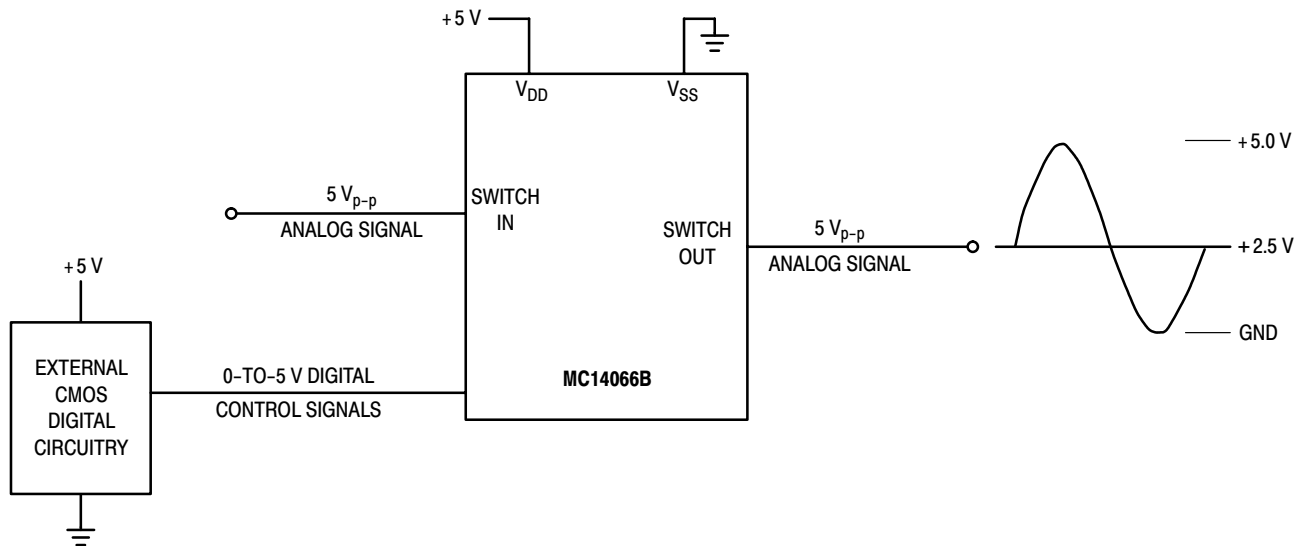 +5 V
V_DD
V_SS
+5.0 V
5 V_p-p
ANALOG SIGNAL
SWITCH
IN
SWITCH
OUT
5 V_p-p
ANALOG SIGNAL
+2.5 V
GND
+5 V
EXTERNAL
CMOS
DIGITAL
CIRCUITRY
0-TO-5 V DIGITAL
CONTROL SIGNALS
MC14066B